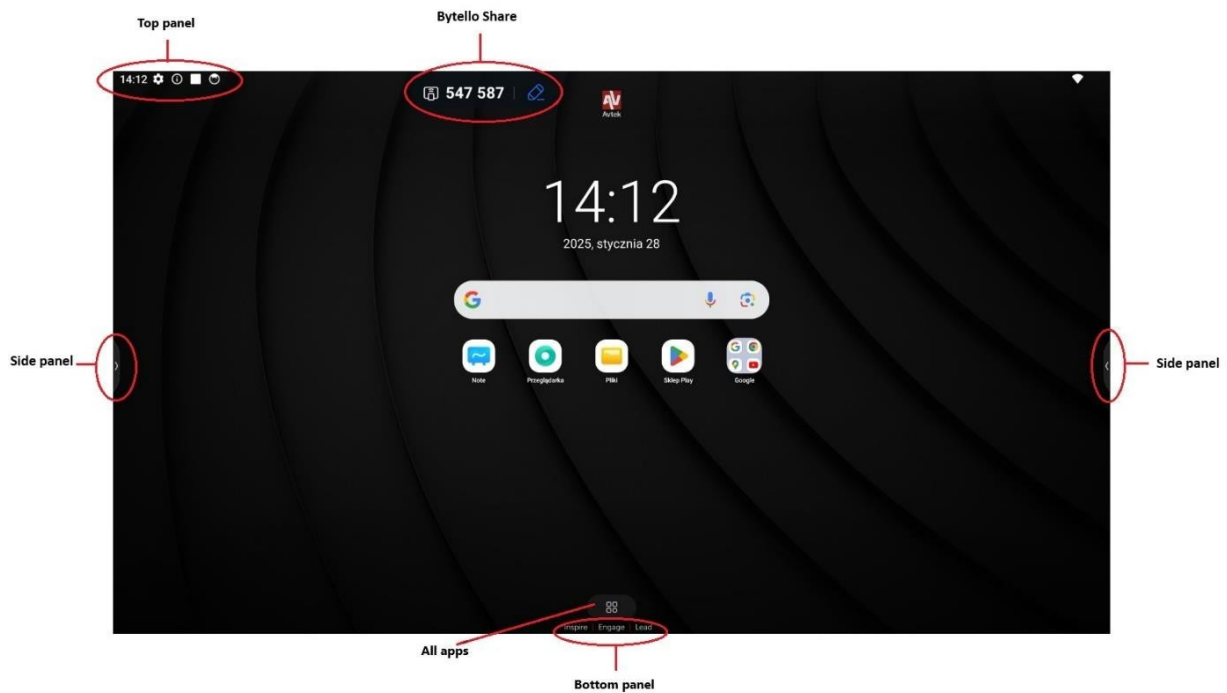 Bytello Share
Top panel
14:12
547 587
AV
Avtek
14:12
2025, stycznia 28
Side panel
Side panel
Note
Przeglądarka
Pliki
Sklep Play
Google
Inspire | Engage | Lead
All apps
Bottom panel